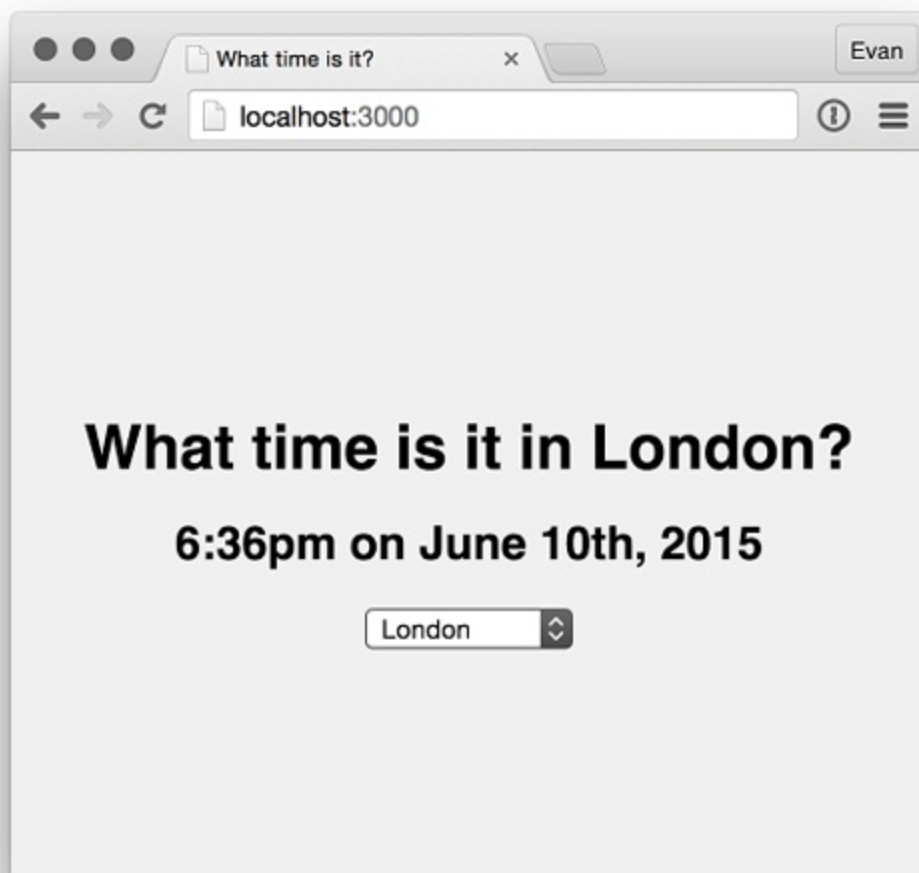 What time is it?
Evan
localhost:3000
What time is it in London?
6:36pm on June 10th, 2015
London